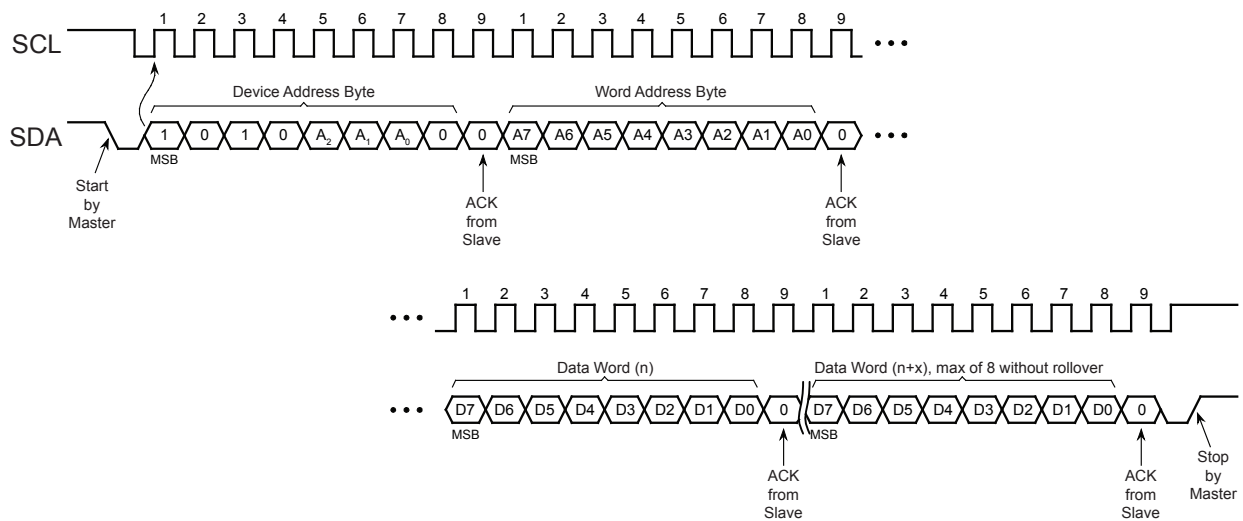 1 2 3 4 5 6 7 8 9 1 2 3 4 5 6 7 8 9
SCL
Device Address Byte Word Address Byte
SDA 1 0 1 0 A2 A1 A0 0 0 A7 A6 A5 A4 A3 A2 A1 A0 0
MSB MSB
Start by Master
ACK from Slave
ACK from Slave
1 2 3 4 5 6 7 8 9 1 2 3 4 5 6 7 8 9
Data Word (n) Data Word (n+x), max of 8 without rollover
D7 D6 D5 D4 D3 D2 D1 D0 0 D7 D6 D5 D4 D3 D2 D1 D0 0
MSB MSB
ACK from Slave
ACK from Slave
Stop by Master